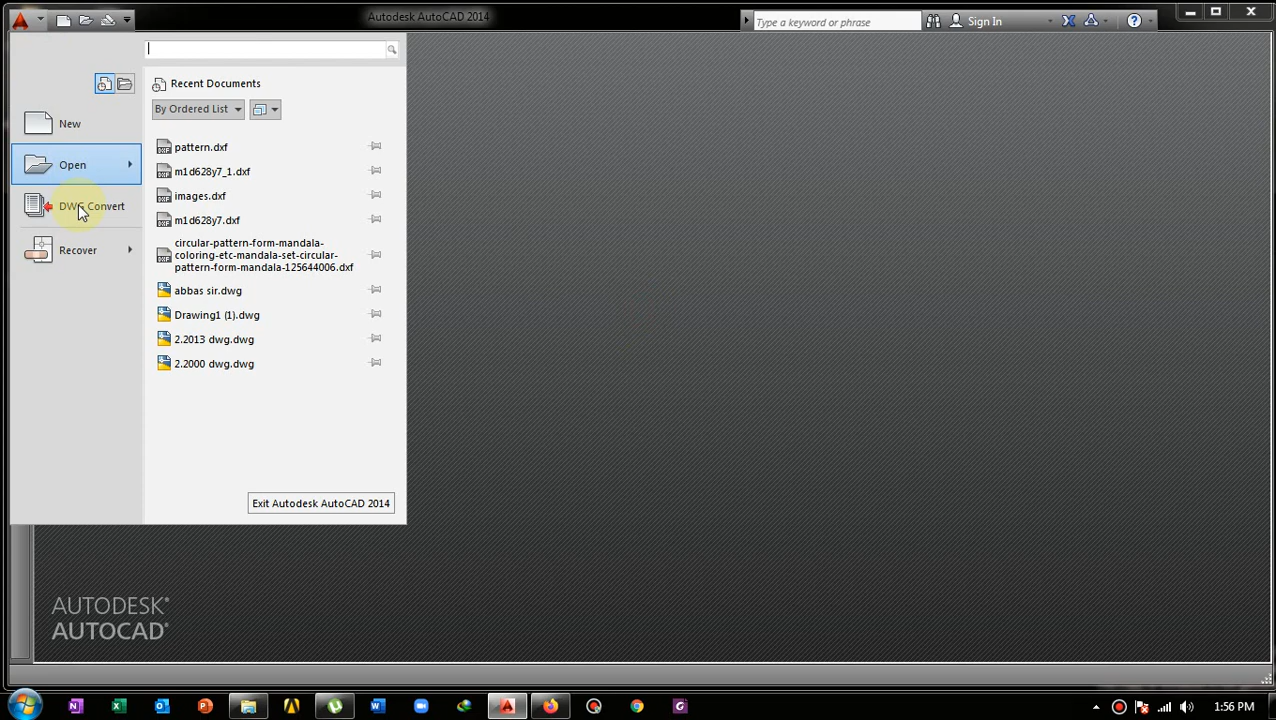 Autodesk AutoCAD 2014
Type a keyword or phrase
Sign In
Recent Documents
By Ordered List
New
Open
DWG Convert
Recover
pattern.dxf
m1d628y7_1.dxf
images.dxf
m1d628y7.dxf
circular-pattern-form-mandala-
coloring-etc-mandala-set-circular-
pattern-form-mandala-125644006.dxf
abbas sir.dwg
Drawing1 (1).dwg
2.2013 dwg.dwg
2.2000 dwg.dwg
Exit Autodesk AutoCAD 2014
AUTODESK®
AUTOCAD®
1:56 PM